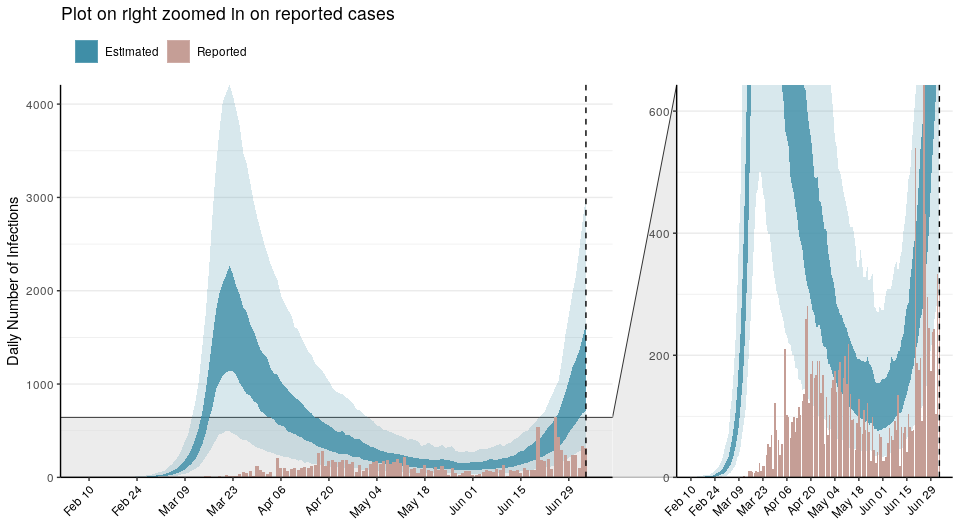 Plot on right zoomed in on reported cases
Estimated
Reported
Daily Number of Infections
4000
3000
2000
1000
0
Feb 10
Feb 24
Mar 09
Mar 23
Apr 06
Apr 20
May 04
May 18
Jun 01
Jun 15
Jun 29
600
400
200
0
Feb 10
Feb 24
Mar 09
Mar 23
Apr 06
Apr 20
May 04
May 18
Jun 01
Jun 15
Jun 29